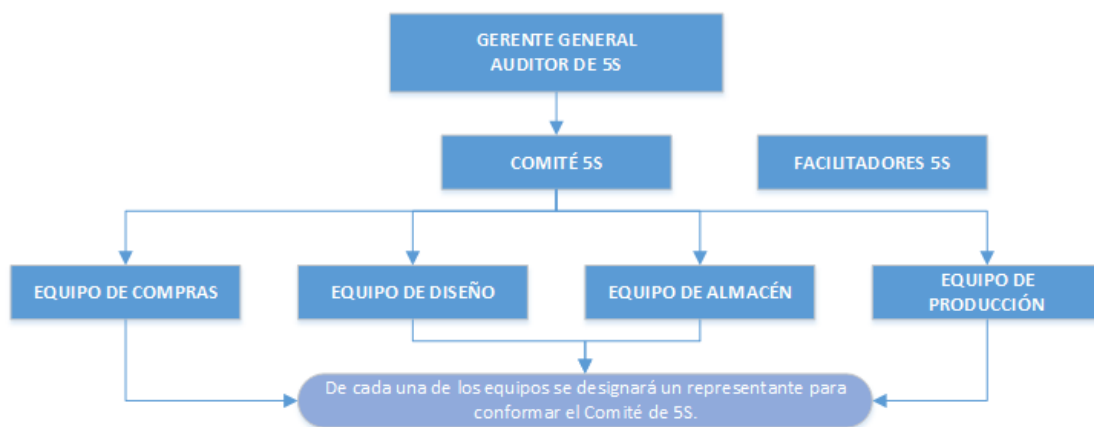 GERENTE GENERAL
AUDITOR DE 5S
COMITÉ 5S
FACILITADORES 5S
EQUIPO DE COMPRAS
EQUIPO DE DISEÑO
EQUIPO DE ALMACÉN
EQUIPO DE
PRODUCCIÓN
De cada una de los equipos se designará un representante para
conformar el Comité de 5S.